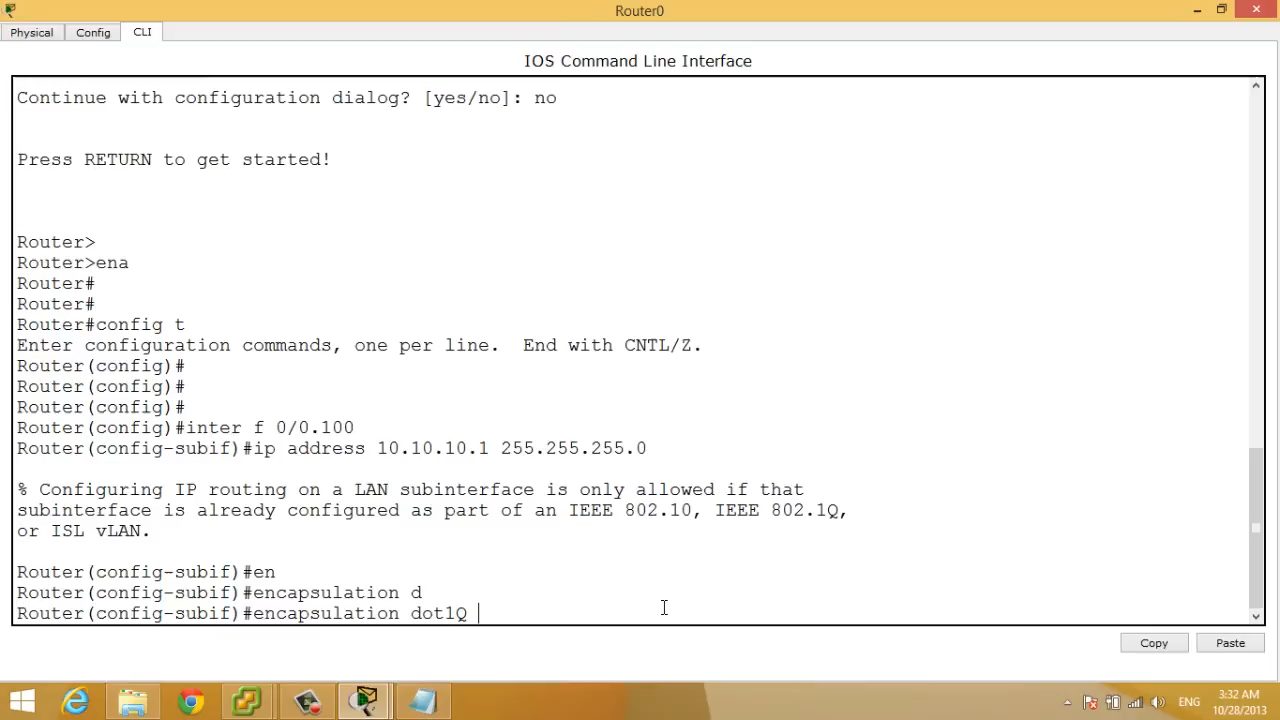 Router0
Physical Config CLI
IOS Command Line Interface
Continue with configuration dialog? [yes/no]: no
Press RETURN to get started!
Router>
Router>ena
Router#
Router#
Router#config t
Enter configuration commands, one per line.  End with CNTL/Z.
Router(config)#
Router(config)#
Router(config)#
Router(config)#inter f 0/0.100
Router(config-subif)#ip address 10.10.10.1 255.255.255.0
% Configuring IP routing on a LAN subinterface is only allowed if that
subinterface is already configured as part of an IEEE 802.10, IEEE 802.1Q,
or ISL vLAN.
Router(config-subif)#en
Router(config-subif)#encapsulation d
Router(config-subif)#encapsulation dot1Q
Copy Paste
ENG
3:32 AM
10/28/2013